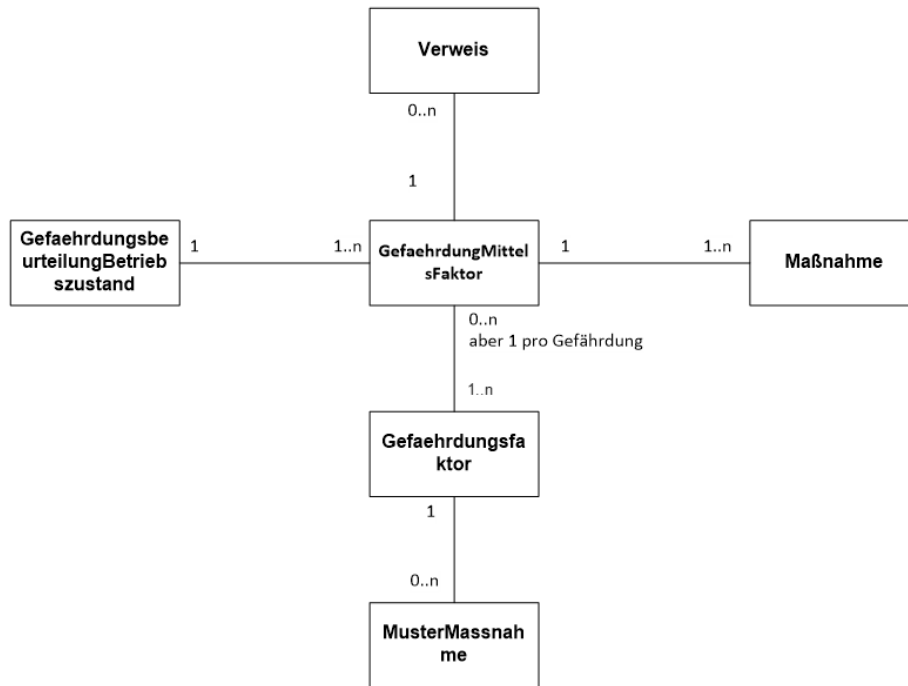 Verweis
0..n
1
Gefaehrdungsbe
urteilungBetrieb
szustand
1
1..n
GefaehrdungMittel
sFaktor
1
1..n
Maßnahme
0..n
aber 1 pro Gefährdung
1..n
Gefaehrdungsfa
ktor
1
0..n
MusterMassnah
me